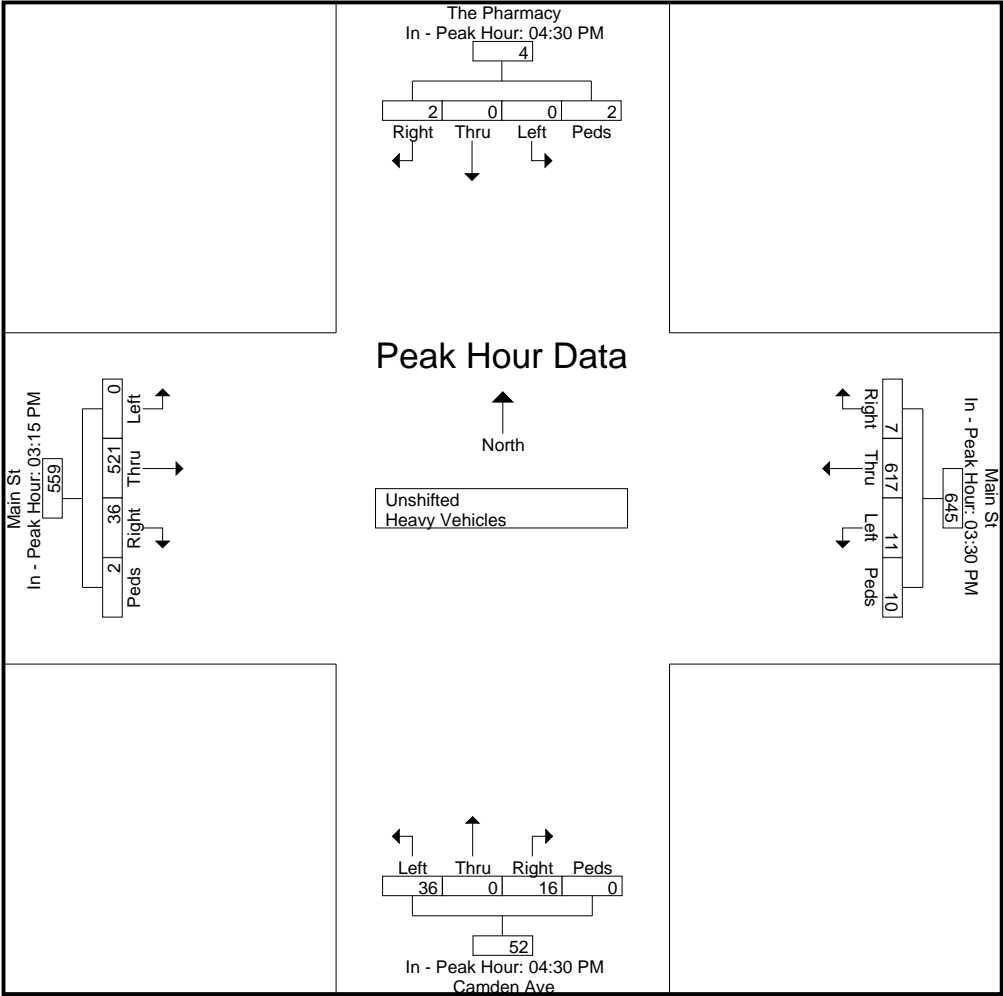 The Pharmacy
In - Peak Hour: 04:30 PM
4
2 0 0 2
Right Thru Left Peds
Peak Hour Data
North
Unshifted
Heavy Vehicles
Main St
In - Peak Hour: 03:15 PM
559
0 521 36 2
Left Thru Right Peds
Main St
In - Peak Hour: 03:30 PM
645
7 617 11 10
Right Thru Left Peds
Left Thru Right Peds
36 0 16 0
52
In - Peak Hour: 04:30 PM
Camden Ave